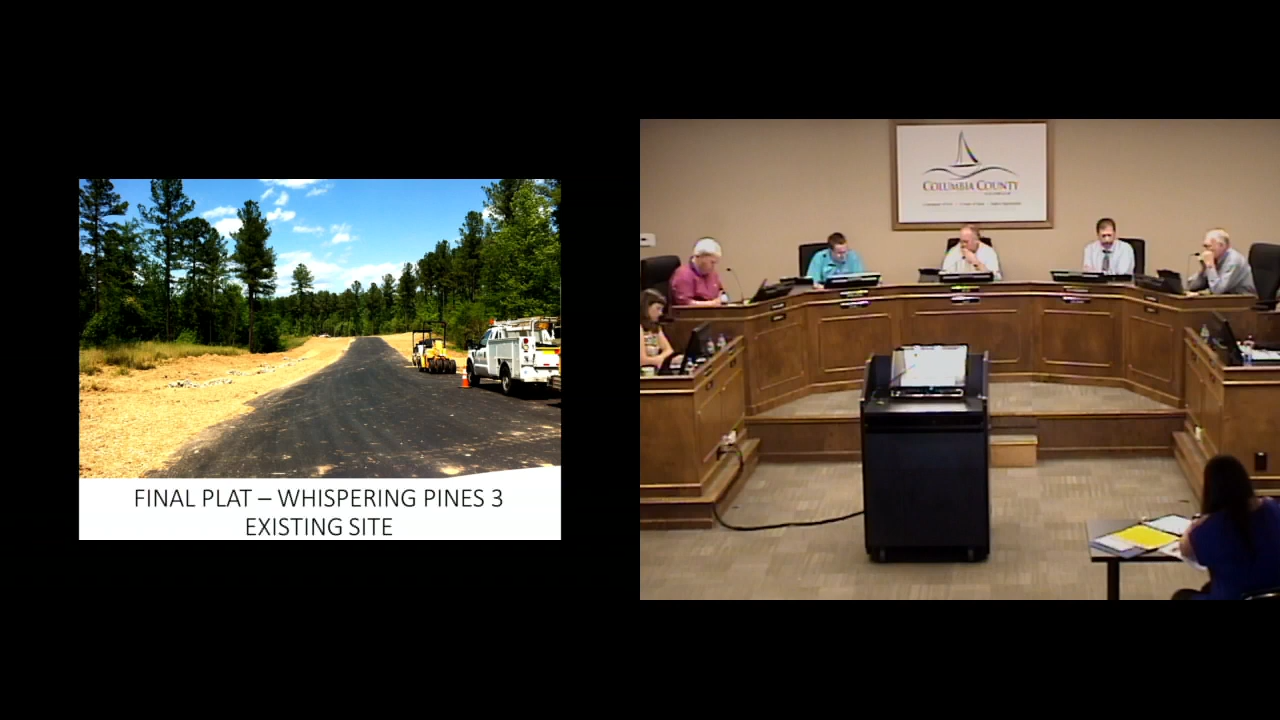 FINAL PLAT – WHISPERING PINES 3
EXISTING SITE
COLUMBIA COUNTY